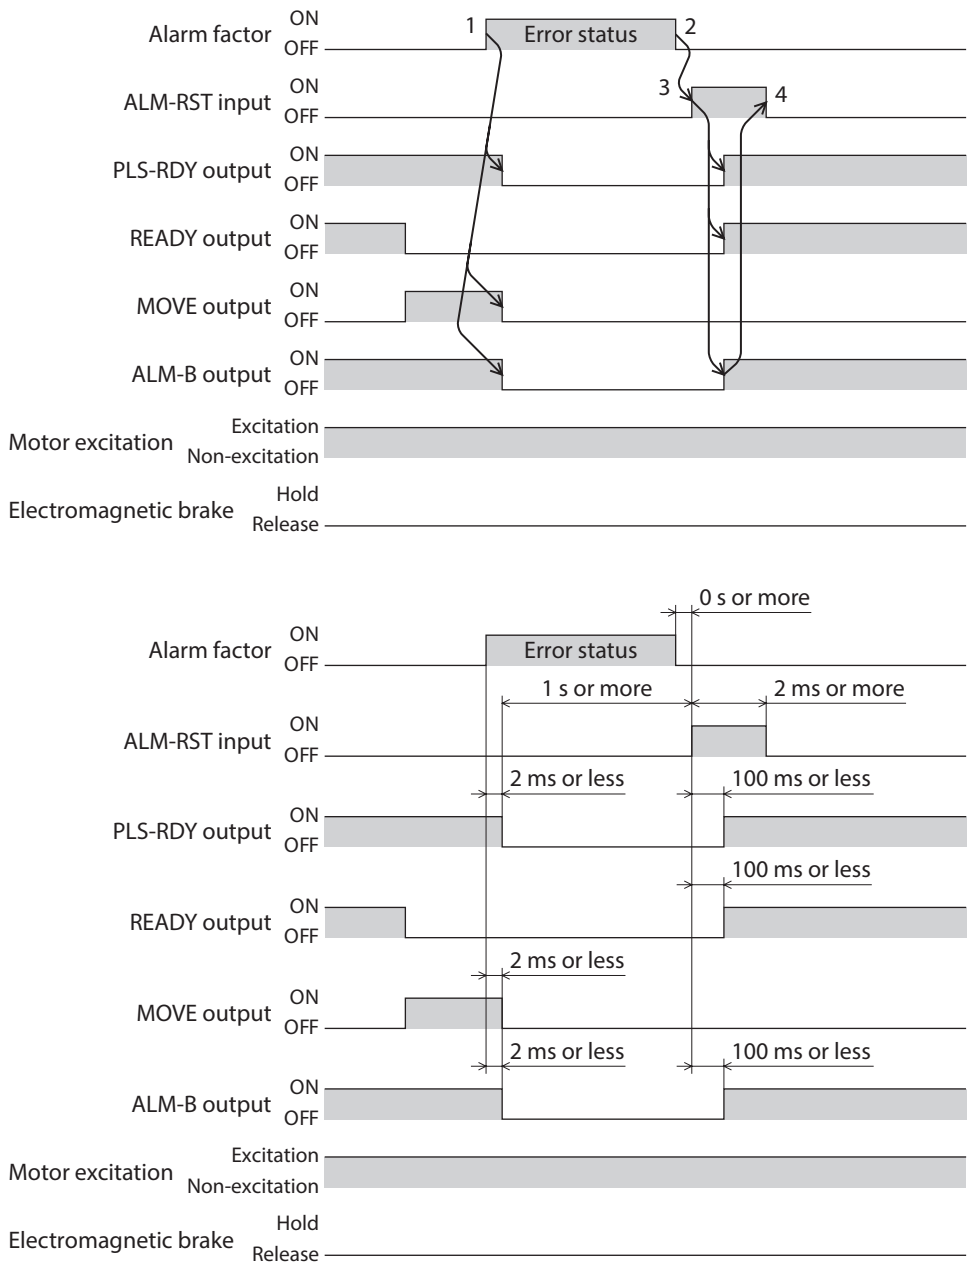 ON
Alarm factor
OFF
1
Error status
2
ON
ALM-RST input
OFF
3
4
ON
PLS-RDY output
OFF
ON
READY output
OFF
ON
MOVE output
OFF
ON
ALM-B output
OFF
Excitation
Motor excitation
Non-excitation
Hold
Electromagnetic brake
Release
0 s or more
ON
Alarm factor
OFF
Error status
1 s or more
2 ms or more
ON
ALM-RST input
OFF
2 ms or less
100 ms or less
ON
PLS-RDY output
OFF
100 ms or less
ON
READY output
OFF
2 ms or less
ON
MOVE output
OFF
2 ms or less
100 ms or less
ON
ALM-B output
OFF
Excitation
Motor excitation
Non-excitation
Hold
Electromagnetic brake
Release